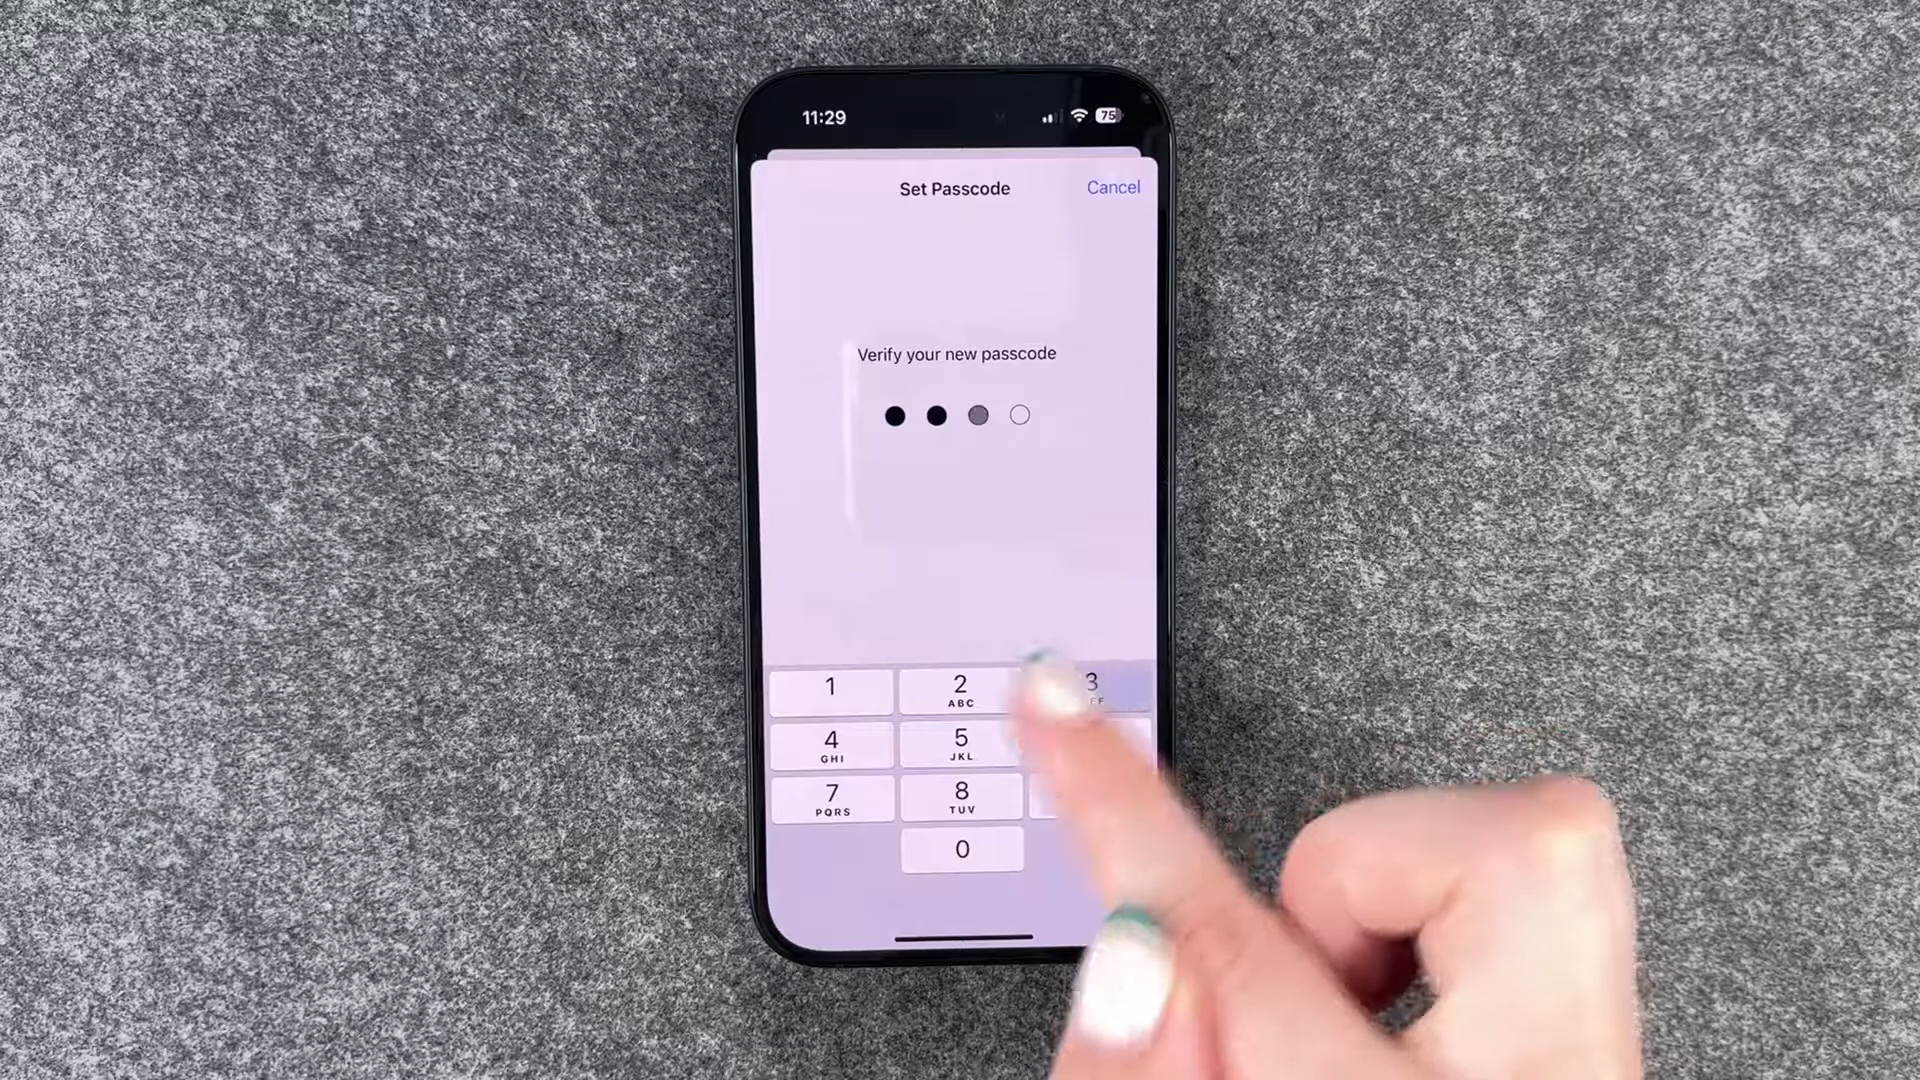 11:29
75
Set Passcode
Cancel
Verify your new passcode
1
2
ABC
3
4
GHI
5
JKL
7
PQRS
8
TUV
0